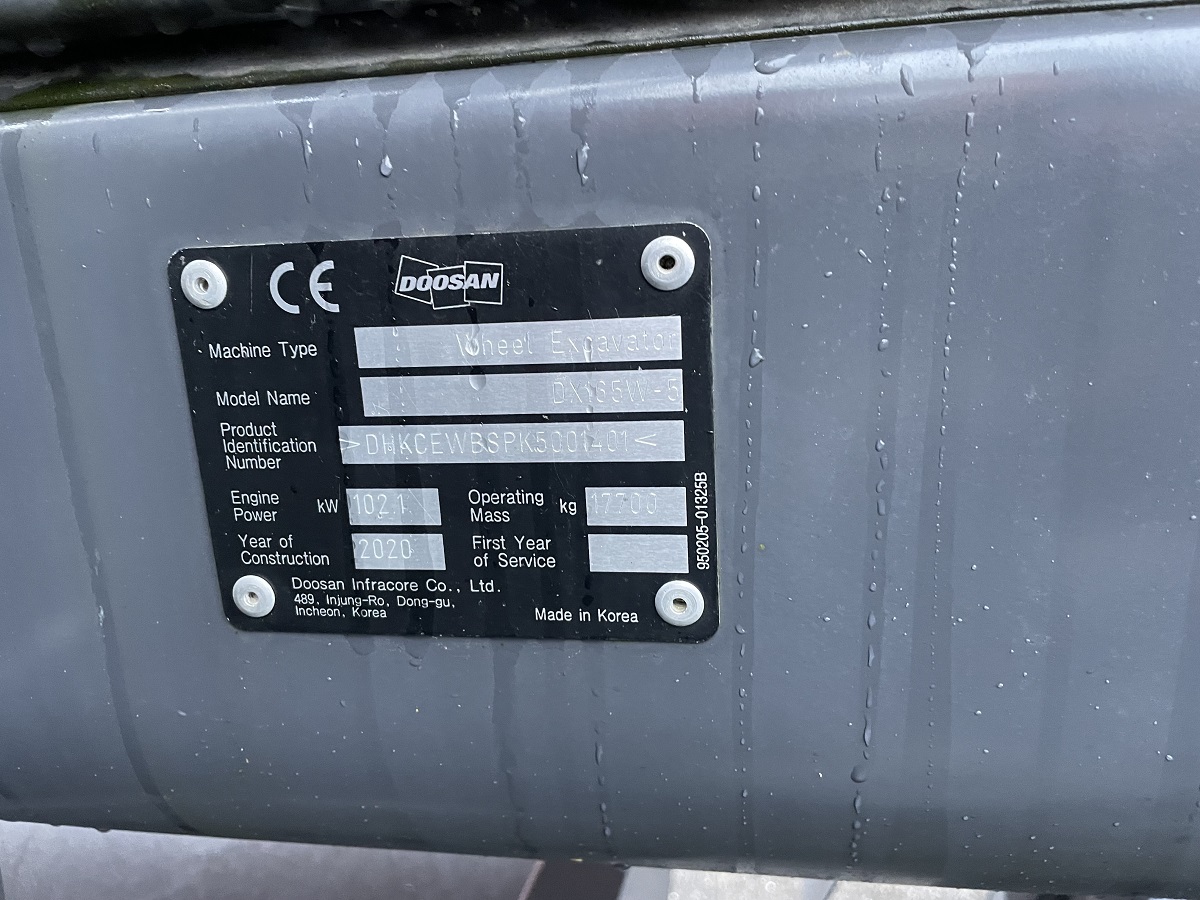 CE DOOSAN
Machine Type Wheel Excavator
Model Name DX165W-5
Product
Identification
Number
>DHKCEWBSPK5001401<
Engine
Power
kW 102.1
Operating
Mass
kg 17700
Year of
Construction
2020
First Year
of Service
950205-01325B
Doosan Infracore Co., Ltd.
489, Injung-Ro, Dong-gu,
Incheon, Korea
Made in Korea